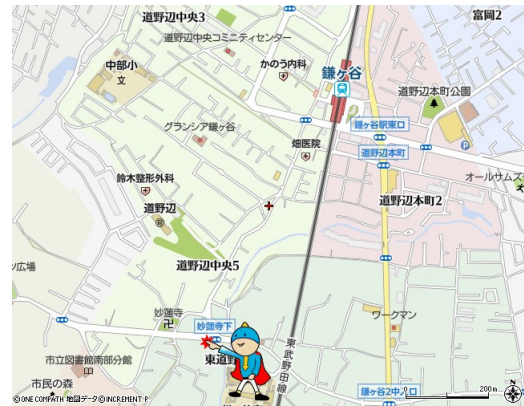 道野辺中央3
富岡2
道野辺中央コミニティセンター
中部小
かのう内科
鎌ヶ谷
道野辺本町公園
グランシア鎌ヶ谷
鎌ヶ谷駅東口
畑医院
道野辺本町
鈴木整形外科
オールサムズ
道野辺
道野辺本町2
道野辺中央5
ン広場
妙蓮寺
妙蓮寺下
ワークマン
東道野
東武野田線
市立図書館南部分館
市民の森
鎌ヶ谷2中入口
200m
©ONE COMPATH 地図データ©INCREMENT P